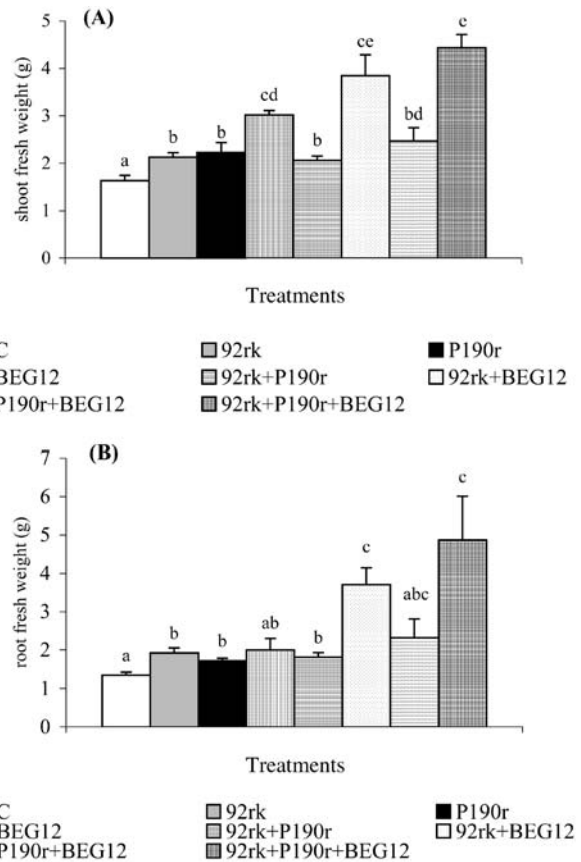 (A)
shoot fresh weight (g)
5
4
3
2
1
0
a
b
b
cd
b
ce
bd
e
Treatments
C
92rk
P190r
BEG12
92rk+P190r
92rk+BEG12
P190r+BEG12
92rk+P190r+BEG12
(B)
root fresh weight (g)
7
6
5
4
3
2
1
0
a
b
b
ab
b
c
abc
c
Treatments
C
92rk
P190r
BEG12
92rk+P190r
92rk+BEG12
P190r+BEG12
92rk+P190r+BEG12